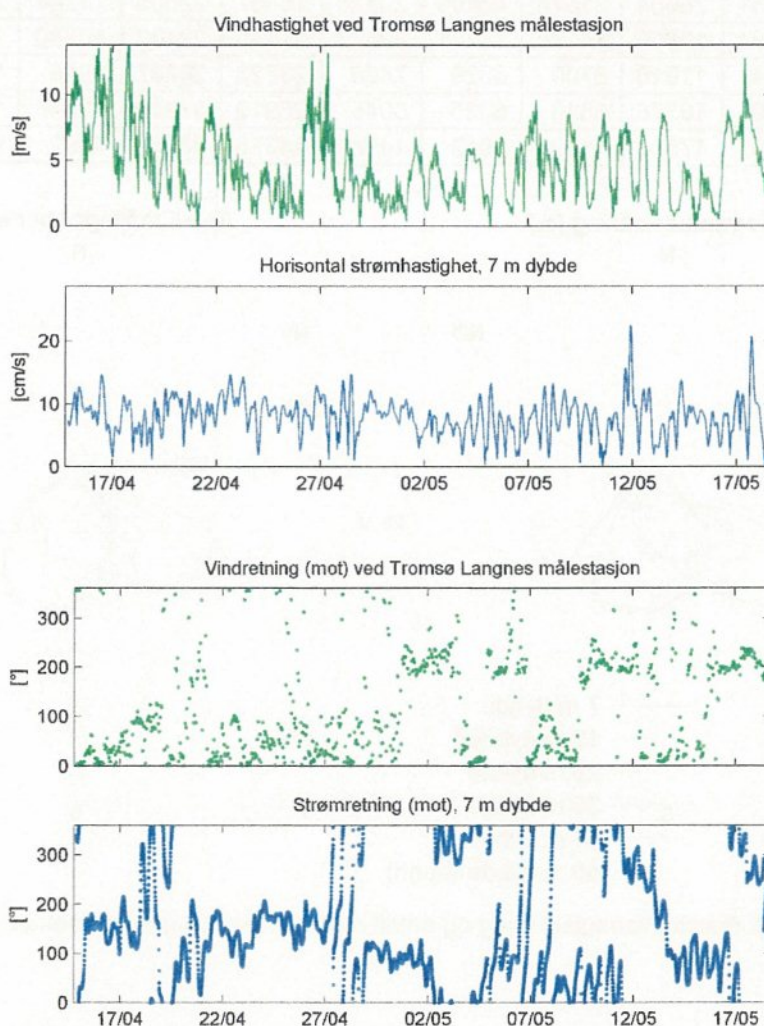 Vindhastighet ved Tromsø Langnes målestasjon
[m/s]
10
5
0
Horisontal strømhastighet, 7 m dybde
[cm/s]
20
10
0
17/04 22/04 27/04 02/05 07/05 12/05 17/05
Vindretning (mot) ved Tromsø Langnes målestasjon
[°]
300
200
100
0
Strømretning (mot), 7 m dybde
[°]
300
200
100
0
17/04 22/04 27/04 02/05 07/05 12/05 17/05